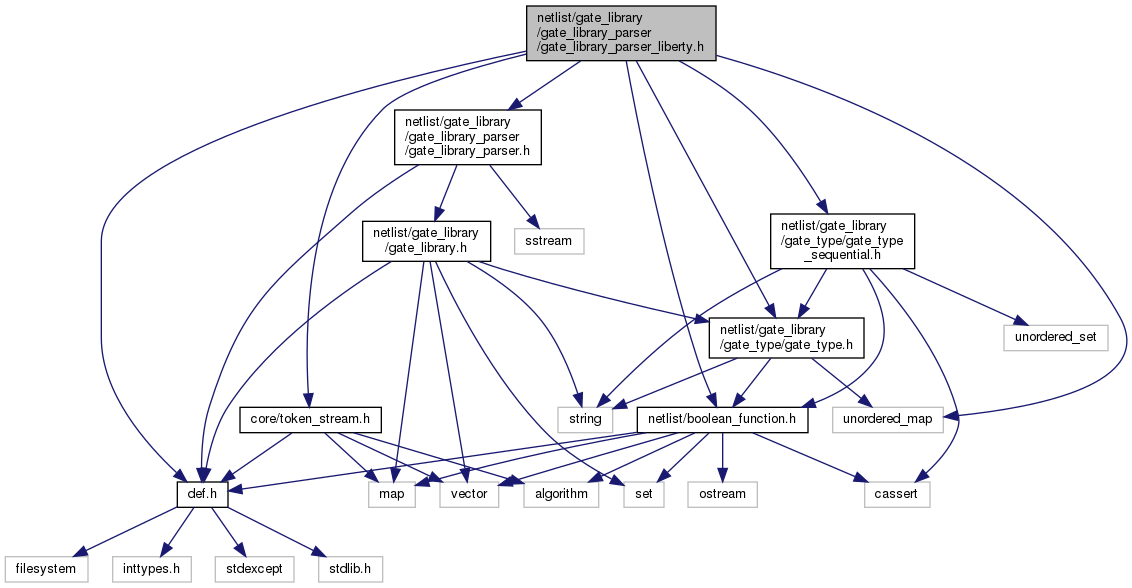 netlist/gate_library
/gate_library_parser
/gate_library_parser_liberty.h
netlist/gate_library
/gate_library_parser
/gate_library_parser.h
netlist/gate_library
/gate_library.h
sstream
netlist/gate_library
/gate_type/gate_type
_sequential.h
netlist/gate_library
/gate_type/gate_type.h
unordered_set
core/token_stream.h
string
netlist/boolean_function.h
unordered_map
def.h
map
vector
algorithm
set
ostream
cassert
filesystem
inttypes.h
stdexcept
stdlib.h